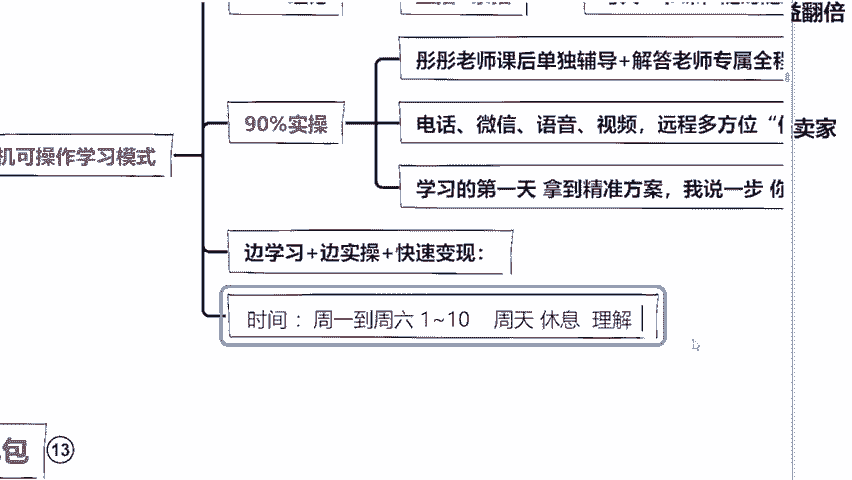 益翻倍
彤彤老师课后单独辅导+解答老师专属全程
90%实操
电话、微信、语音、视频，远程多方位“
卖家
机可操作学习模式
学习的第一天 拿到精准方案，我说一步 你
边学习+边实操+快速变现：
时间 ：周一到周六 1~10 周天 休息 理解
包 13